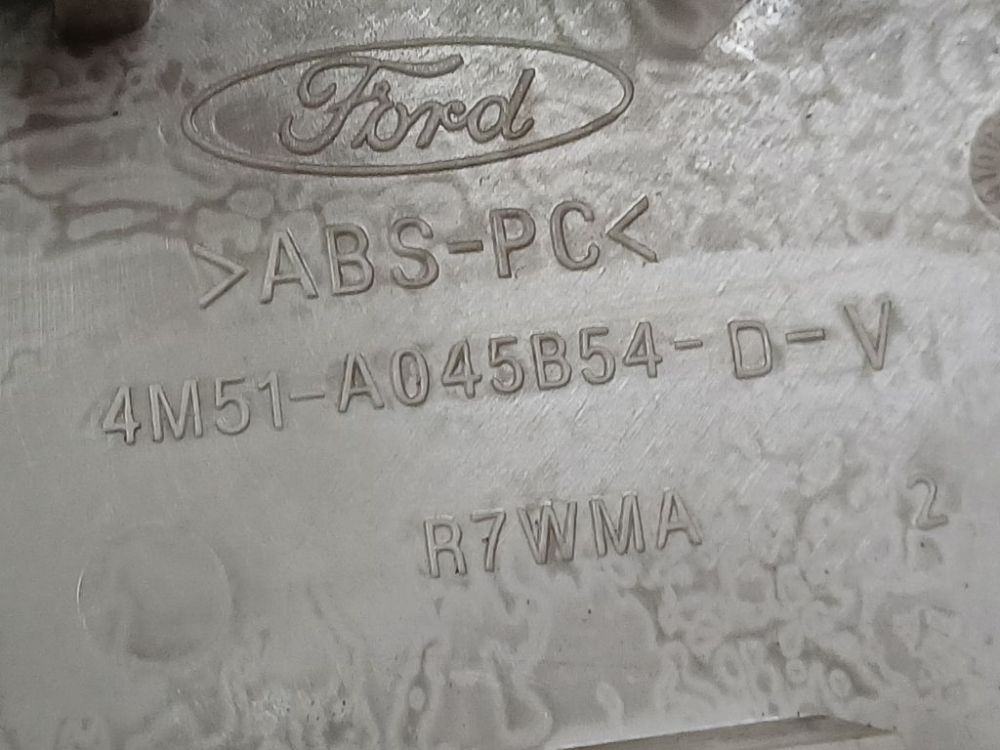 Ford
>ABS-PC<
4M51-A045B54-D-V
R7WMA 2